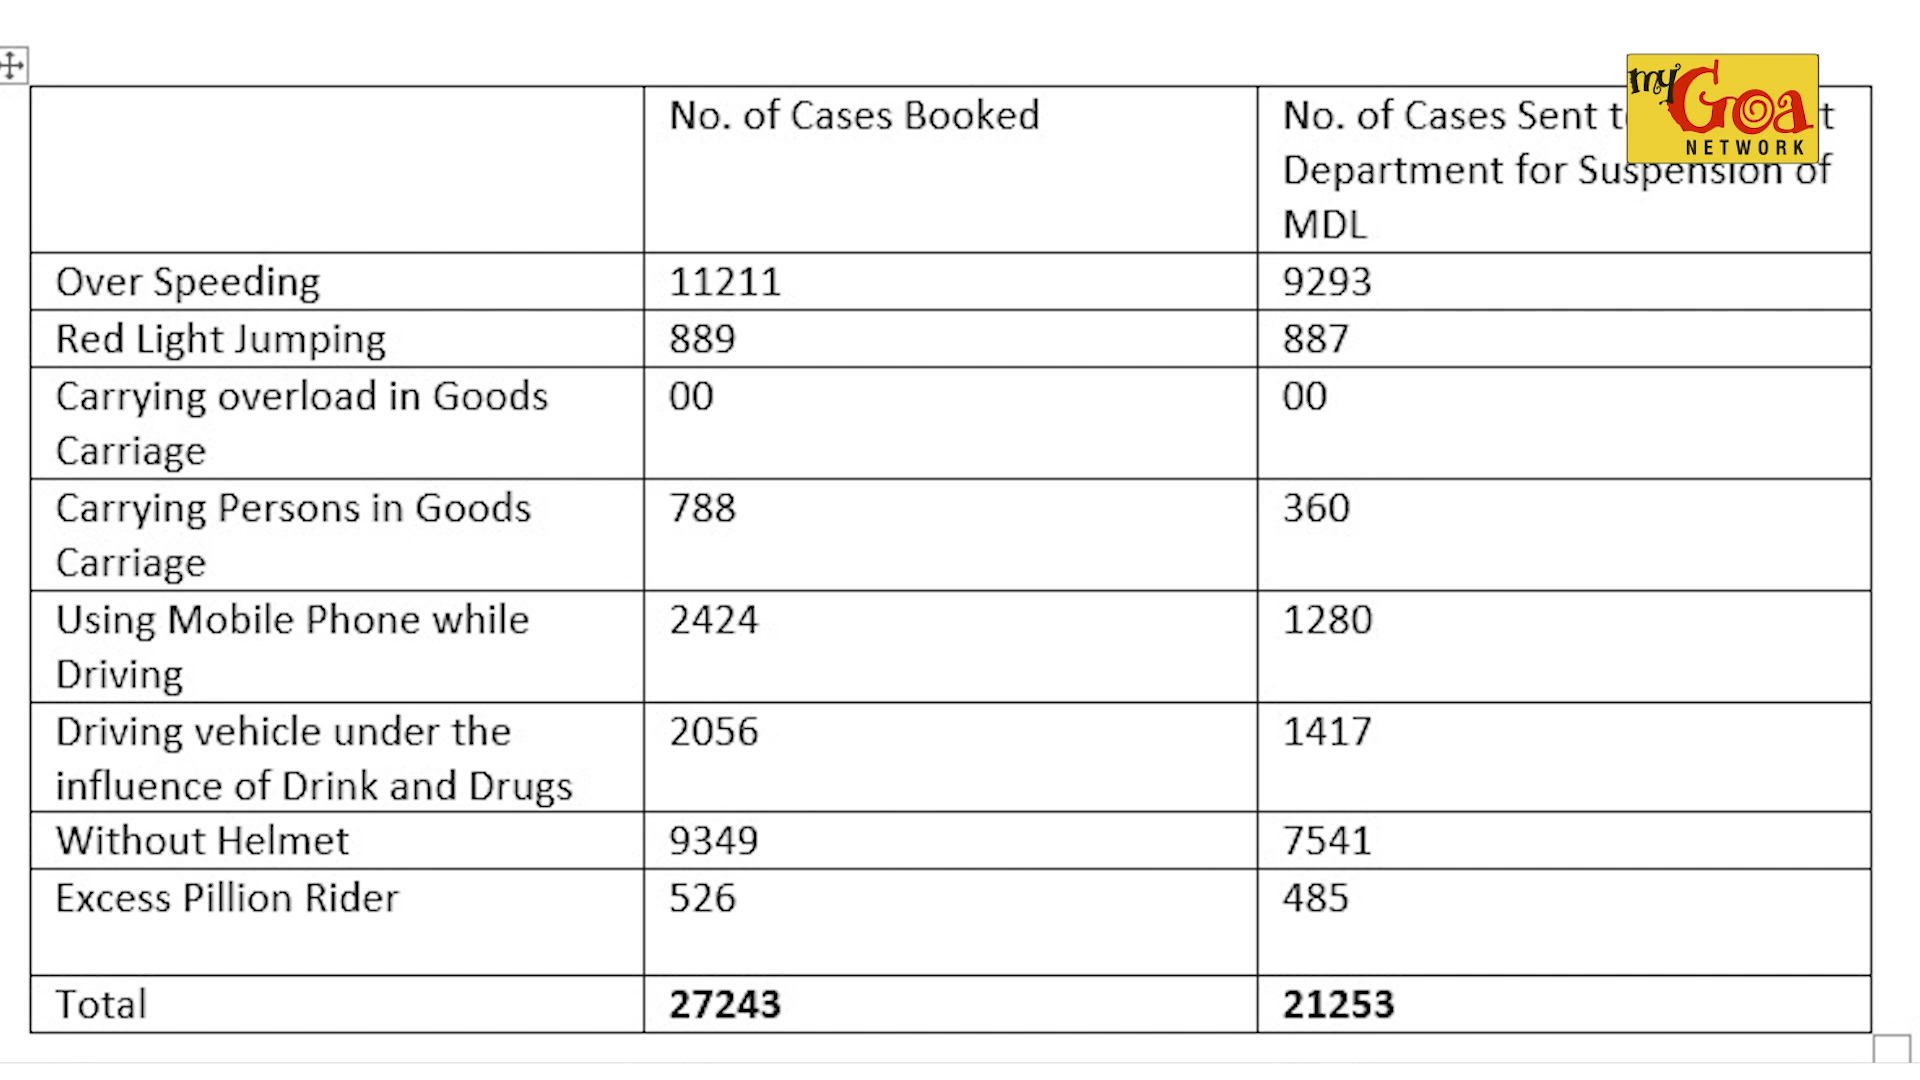 my Goa
NETWORK
No. of Cases Booked
No. of Cases Sent
Department for Suspension of
MDL
Over Speeding 11211 9293
Red Light Jumping 889 887
Carrying overload in Goods 00 00
Carriage
Carrying Persons in Goods 788 360
Carriage
Using Mobile Phone while 2424 1280
Driving
Driving vehicle under the 2056 1417
influence of Drink and Drugs
Without Helmet 9349 7541
Excess Pillion Rider 526 485
Total 27243 21253